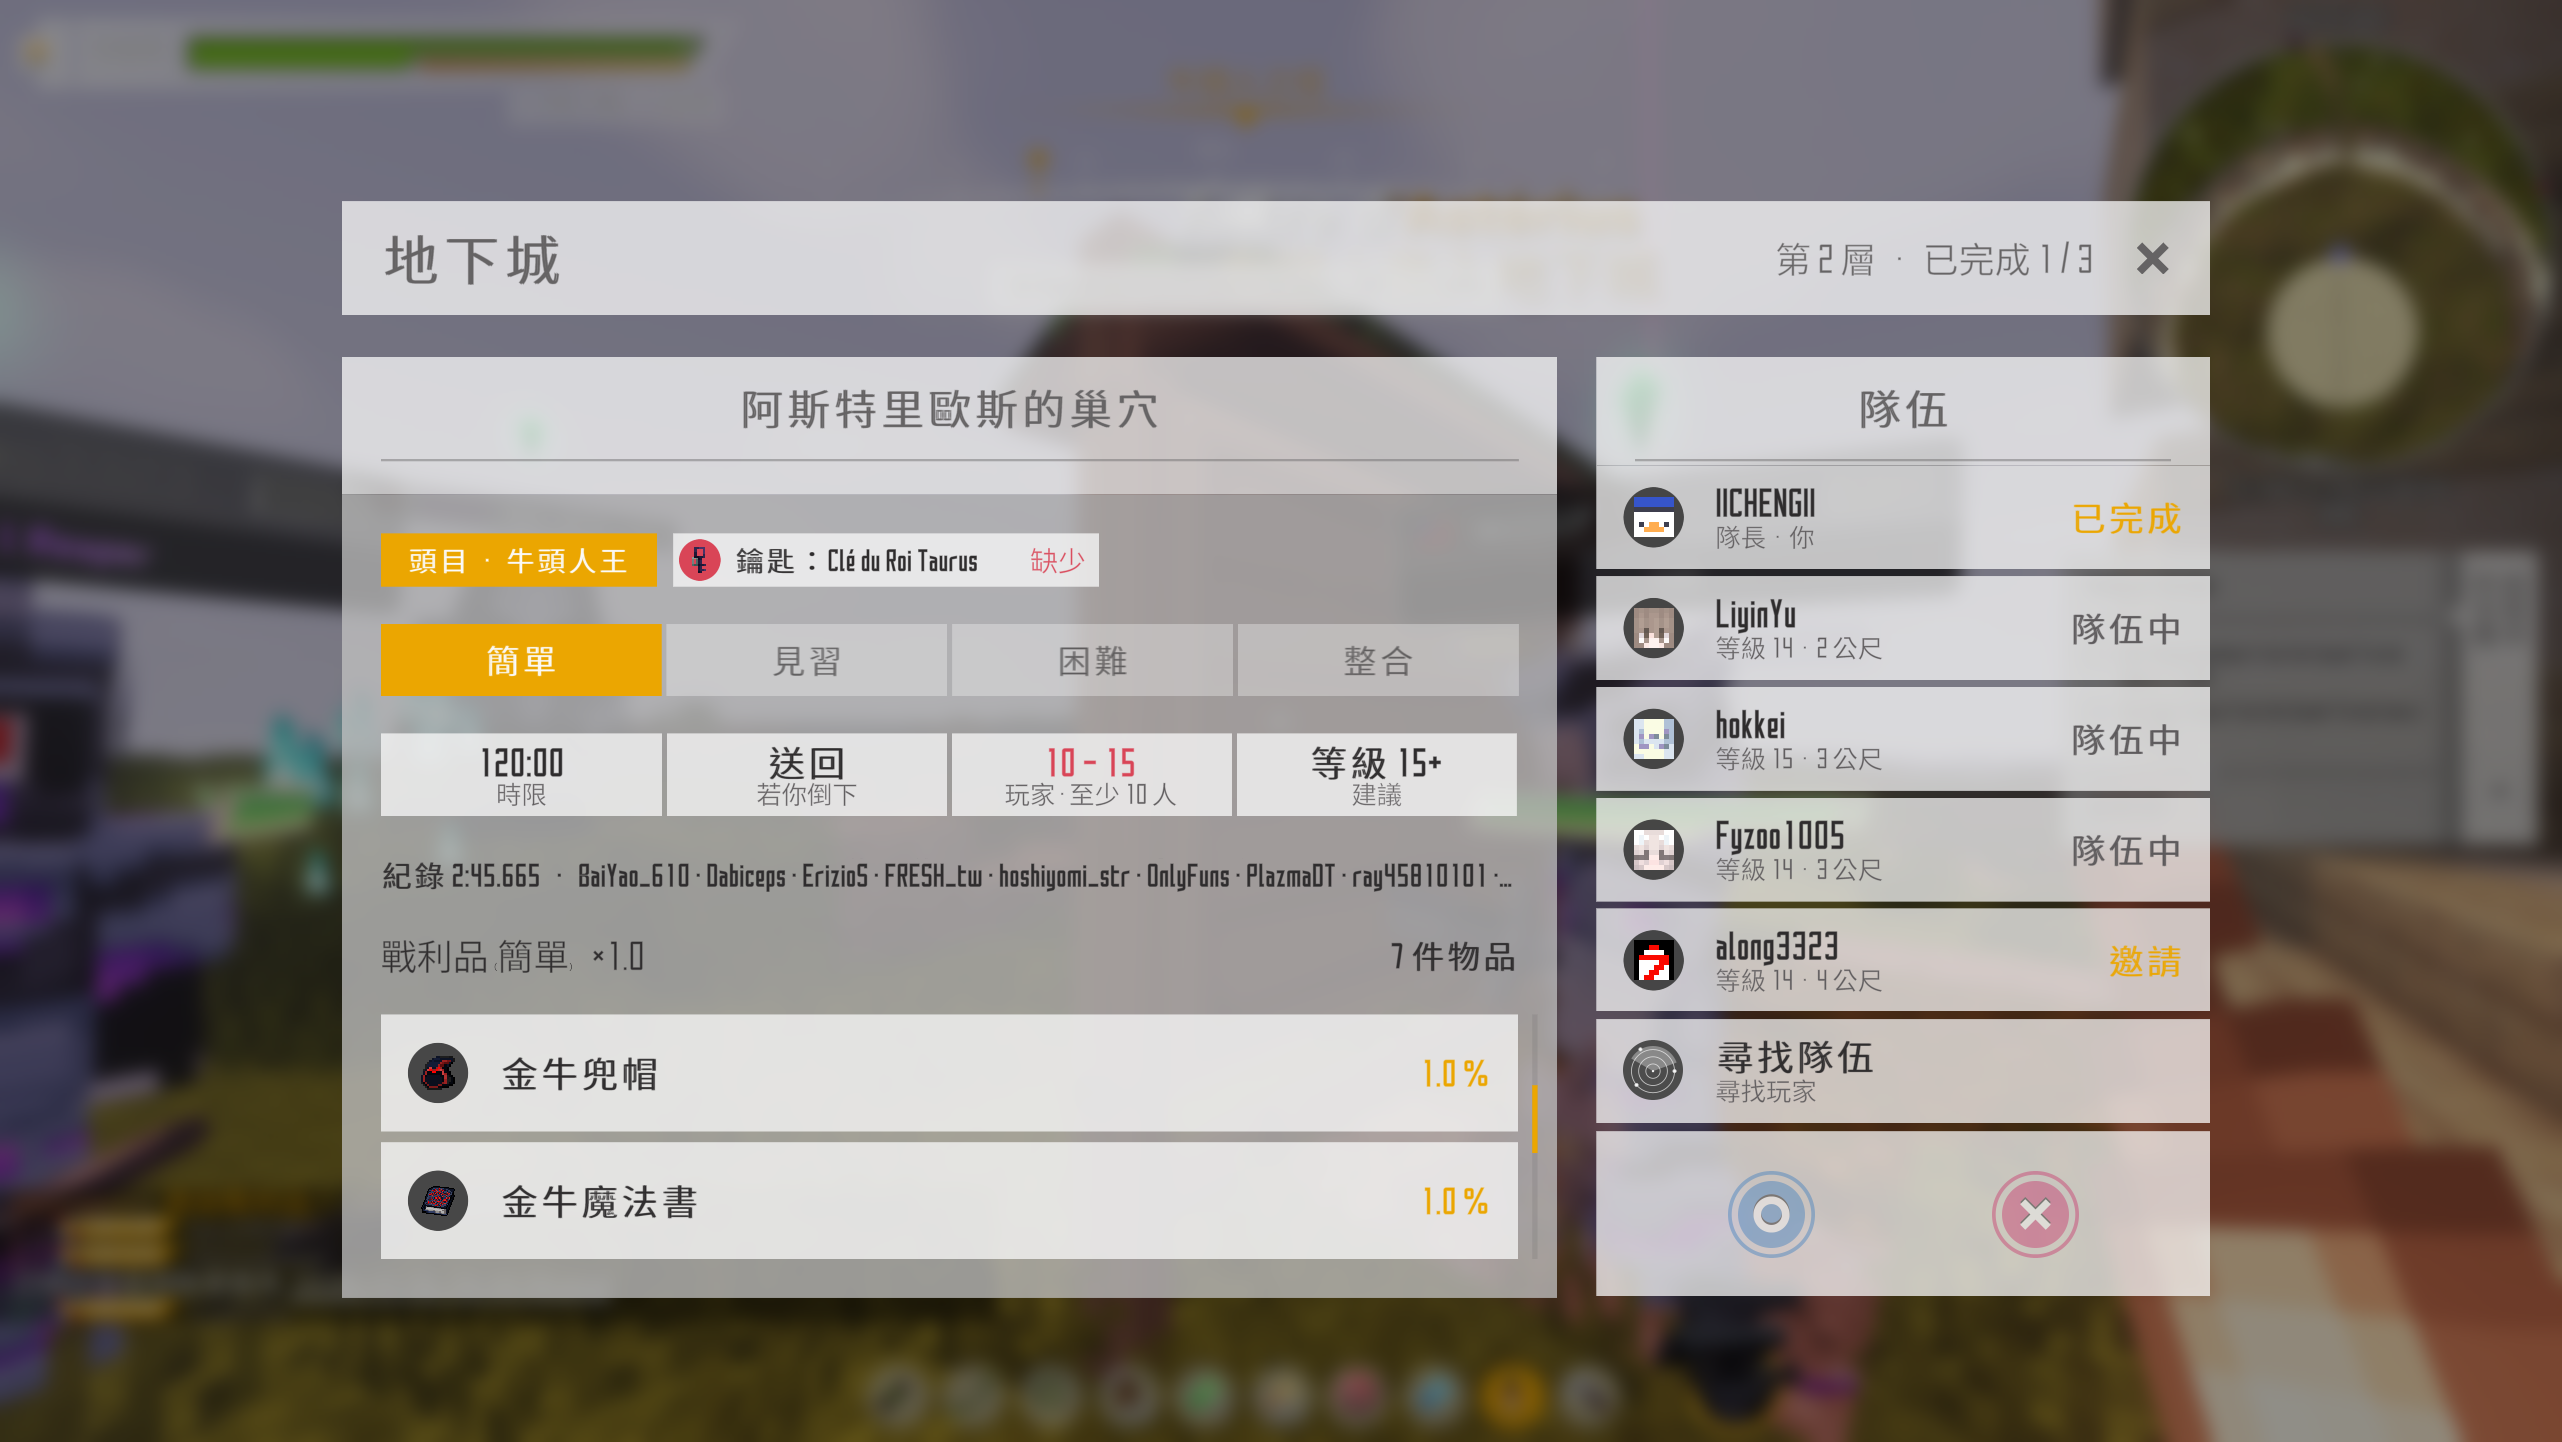 地下城
第2層 · 已完成 1/3
阿斯特里歐斯的巢穴
頭目 · 牛頭人王
鑰匙：Clé du Roi Taurus 缺少
簡單 見習 困難 整合
120:00 送回 10 - 15 等級 15+
時限 若你倒下 玩家 · 至少 10 人 建議
紀錄 2:45.665 · BaiYao_610 · Dabiceps · ErizioS · FRESH_tw · hoshiyomi_str · OnlyFuns · PlazmaDT · ray45810101 ·...
戰利品 (簡單) ×1.0 7 件物品
金牛兜帽 1.0 %
金牛魔法書 1.0 %
隊伍
IICHENGII 已完成
隊長 · 你
LiyinYu 隊伍中
等級 14 · 2 公尺
hokkei 隊伍中
等級 15 · 3 公尺
Fyzoo1005 隊伍中
等級 14 · 3 公尺
along3323 邀請
等級 14 · 4 公尺
尋找隊伍
尋找玩家